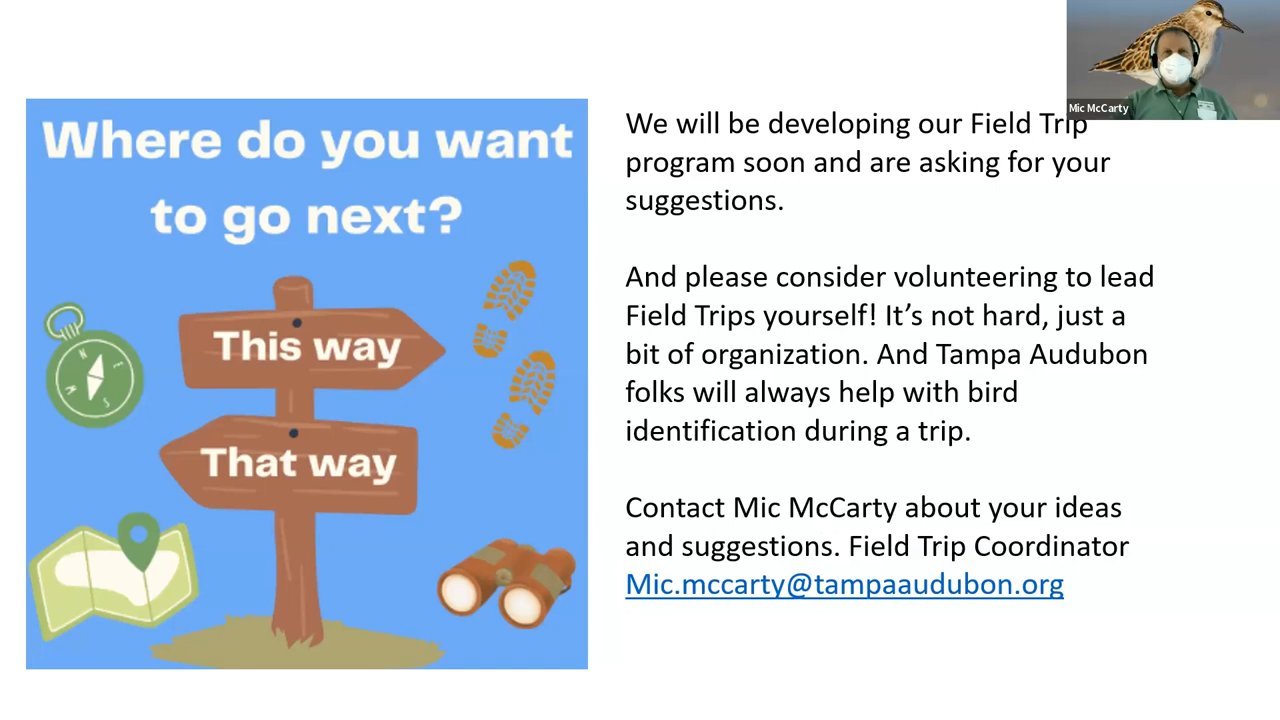 Mic McCarty
Where do you want
to go next?
This way
That way
We will be developing our Field Trip
program soon and are asking for your
suggestions.
And please consider volunteering to lead
Field Trips yourself! It’s not hard, just a
bit of organization. And Tampa Audubon
folks will always help with bird
identification during a trip.
Contact Mic McCarty about your ideas
and suggestions. Field Trip Coordinator
Mic.mccarty@tampaaudubon.org